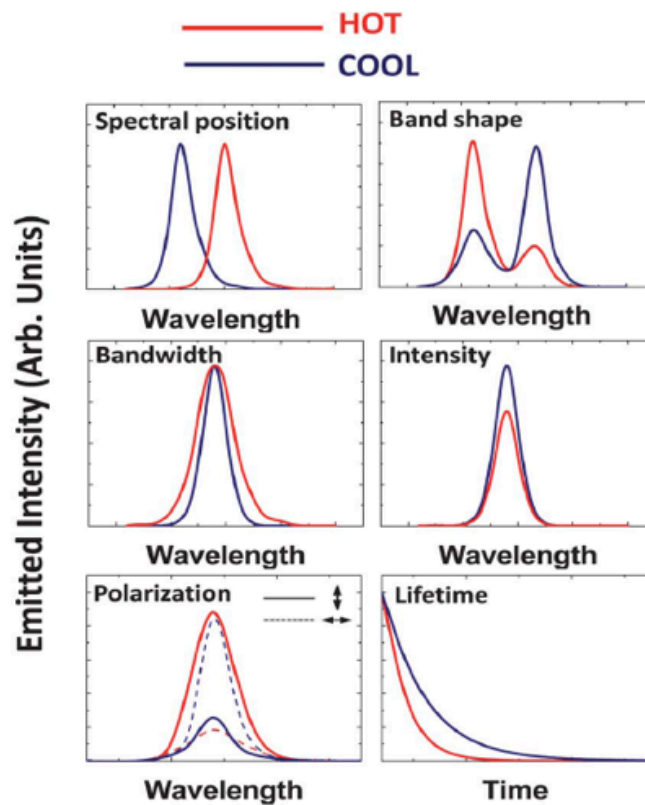 HOT
COOL
Emitted Intensity (Arb. Units)
Spectral position
Band shape
Wavelength
Wavelength
Bandwidth
Intensity
Wavelength
Wavelength
Polarization
Lifetime
Wavelength
Time